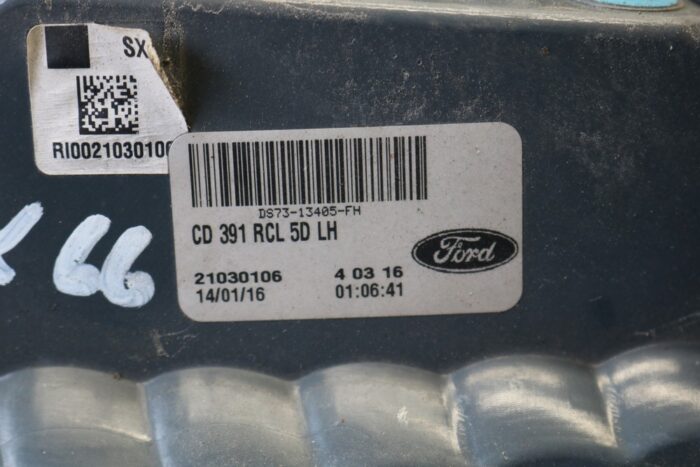 SX
RI0021030106
DS73-13405-FH
CD 391 RCL 5D LH
Ford
21030106 4 03 16
14/01/16 01:06:41
66